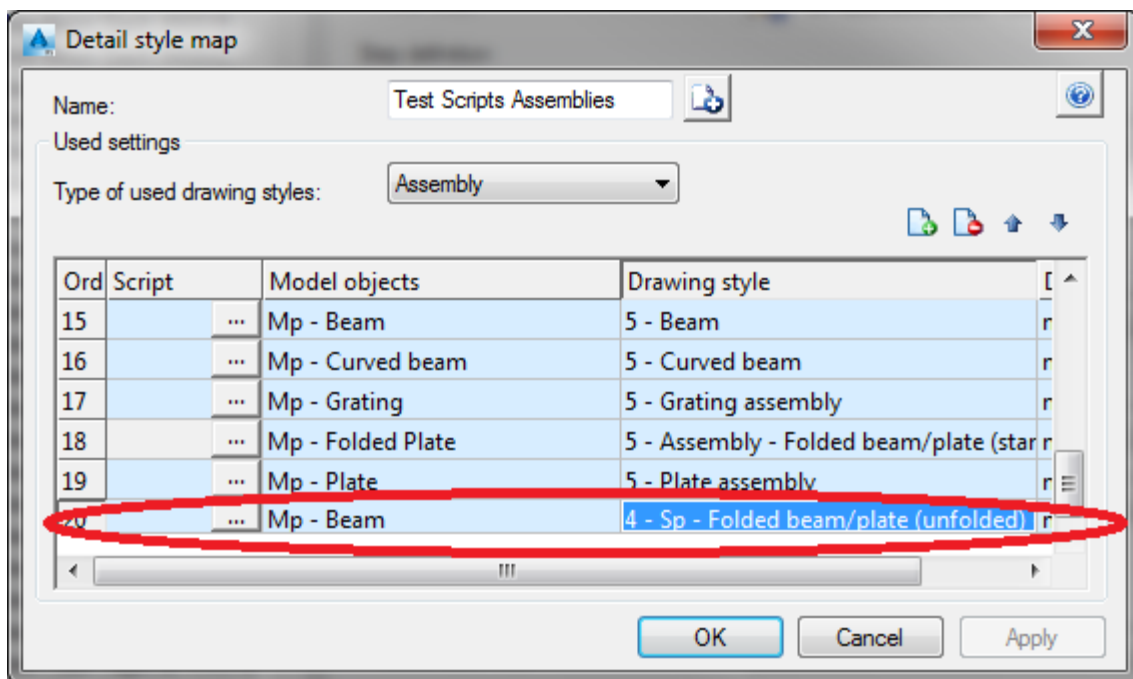 Detail style map
Name: Test Scripts Assemblies
Used settings
Type of used drawing styles: Assembly
Ord Script Model objects Drawing style
15 ... Mp - Beam 5 - Beam
16 ... Mp - Curved beam 5 - Curved beam
17 ... Mp - Grating 5 - Grating assembly
18 ... Mp - Folded Plate 5 - Assembly - Folded beam/plate (star
19 ... Mp - Plate 5 - Plate assembly
20 ... Mp - Beam 4 - Sp - Folded beam/plate (unfolded)
OK Cancel Apply